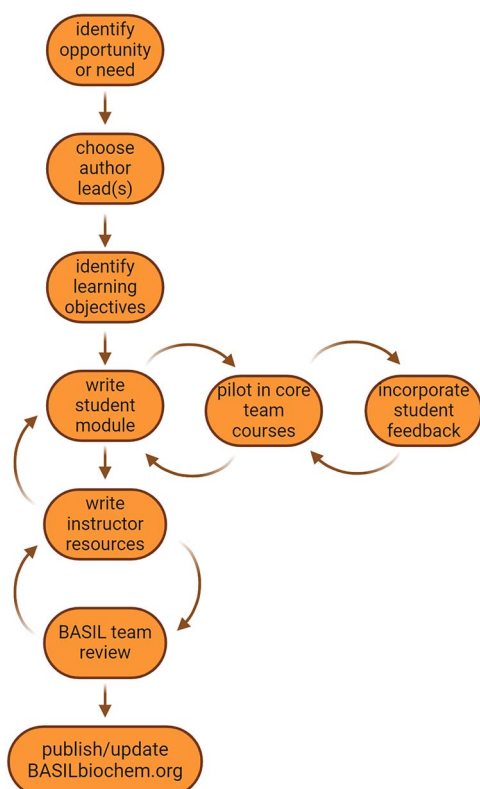 identify
opportunity
or need
choose
author
lead(s)
identify
learning
objectives
write
student
module
pilot in core
team
courses
incorporate
student
feedback
write
instructor
resources
BASIL team
review
publish/update
BASILbiochem.org